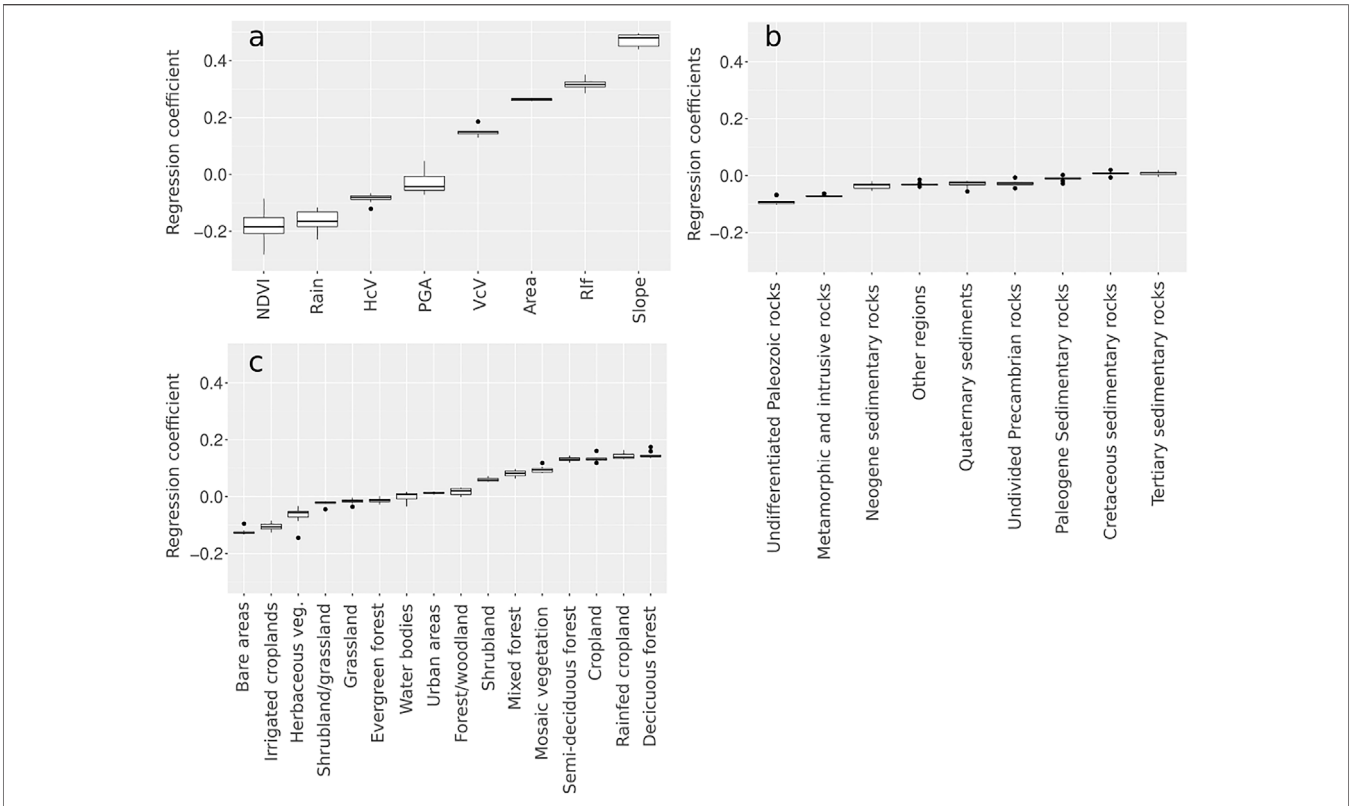 a
Regression coefficient
0.4
0.2
0.0
−0.2
NDVI
Rain
HcV
PGA
VcV
Area
Rlf
Slope
b
Regression coefficients
0.4
0.2
0.0
−0.2
Undifferentiated Paleozoic rocks
Metamorphic and intrusive rocks
Neogene sedimentary rocks
Other regions
Quaternary sediments
Undivided Precambrian rocks
Paleogene Sedimentary rocks
Cretaceous sedimentary rocks
Tertiary sedimentary rocks
c
Regression coefficient
0.4
0.2
0.0
−0.2
Bare areas
Irrigated croplands
Herbaceous veg.
Shrubland/grassland
Grassland
Evergreen forest
Water bodies
Urban areas
Forest/woodland
Shrubland
Mixed forest
Mosaic vegetation
Semi-deciduous forest
Cropland
Rainfed cropland
Decicuous forest